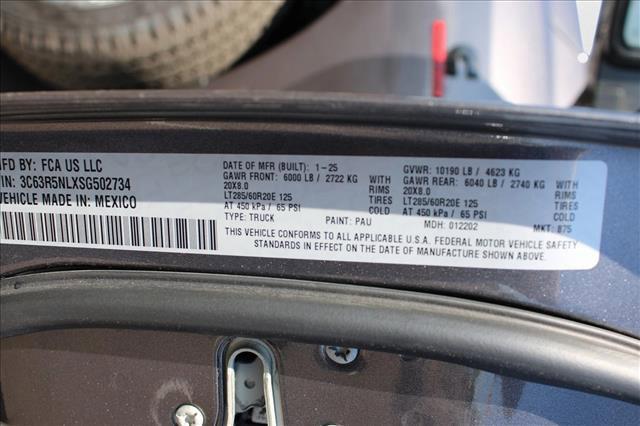 MFD BY: FCA US LLC
VIN: 3C63R5NLXSG502734
VEHICLE MADE IN: MEXICO
DATE OF MFR (BUILT): 1-25 GVWR: 10190 LB / 4623 KG
GAWR FRONT: 6000 LB / 2722 KG WITH GAWR REAR: 6040 LB / 2740 KG WITH
20X8.0 RIMS 20X8.0 RIMS
LT285/60R20E 125 TIRES LT285/60R20E 125 TIRES
AT 450 kPa / 65 PSI COLD AT 450 kPa / 65 PSI COLD
TYPE: TRUCK PAINT: PAU MDH: 012202 MKT: 875
THIS VEHICLE CONFORMS TO ALL APPLICABLE U.S.A. FEDERAL MOTOR VEHICLE SAFETY
STANDARDS IN EFFECT ON THE DATE OF MANUFACTURE SHOWN ABOVE.